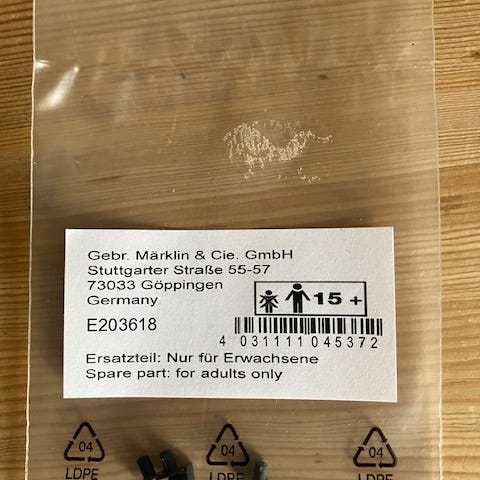 Gebr. Märklin & Cie. GmbH
Stuttgarter Straße 55-57
73033 Göppingen
Germany
15 +
E203618
4 031111 045372
Ersatzteil: Nur für Erwachsene
Spare part: for adults only
04 04 04
LDPE LDPE LDPE